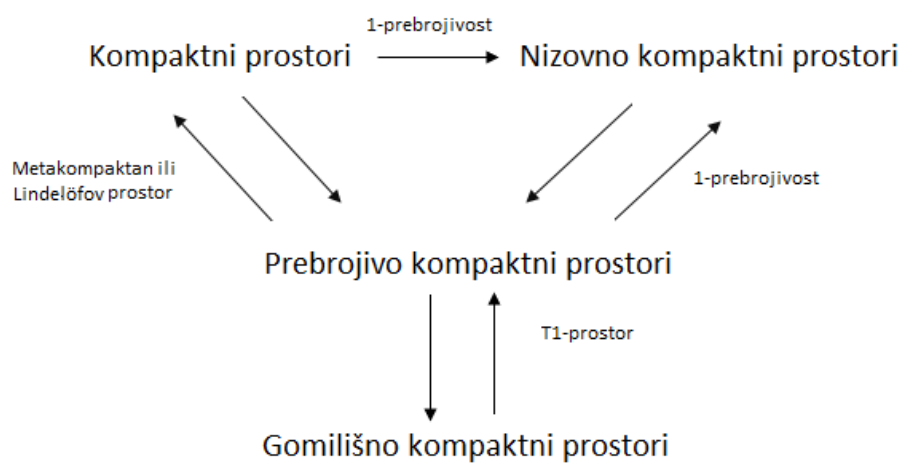 1-prebrojivost
Kompaktni prostori
Nizovno kompaktni prostori
Metakompaktan ili
Lindelöfov prostor
1-prebrojivost
Prebrojivo kompaktni prostori
T1-prostor
Gomilišno kompaktni prostori